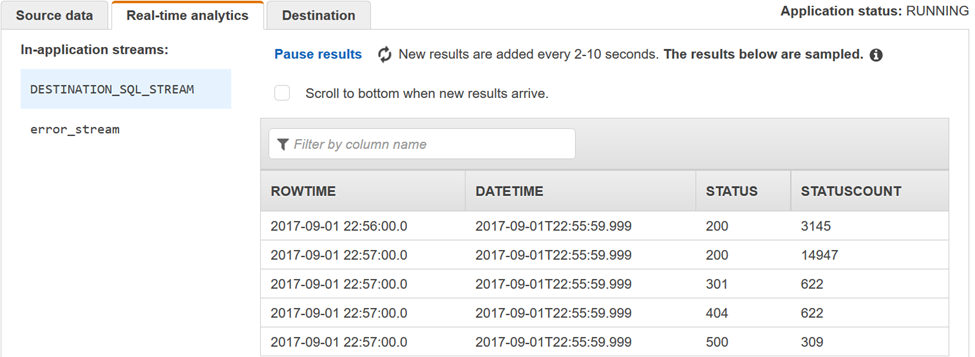 Source data Real-time analytics Destination Application status: RUNNING
In-application streams:
DESTINATION_SQL_STREAM
error_stream
Pause results New results are added every 2-10 seconds. The results below are sampled.
Scroll to bottom when new results arrive.
Filter by column name
ROWTIME DATETIME STATUS STATUSCOUNT
2017-09-01 22:56:00.0 2017-09-01T22:55:59.999 200 3145
2017-09-01 22:57:00.0 2017-09-01T22:55:59.999 200 14947
2017-09-01 22:57:00.0 2017-09-01T22:55:59.999 301 622
2017-09-01 22:57:00.0 2017-09-01T22:55:59.999 404 622
2017-09-01 22:57:00.0 2017-09-01T22:55:59.999 500 309